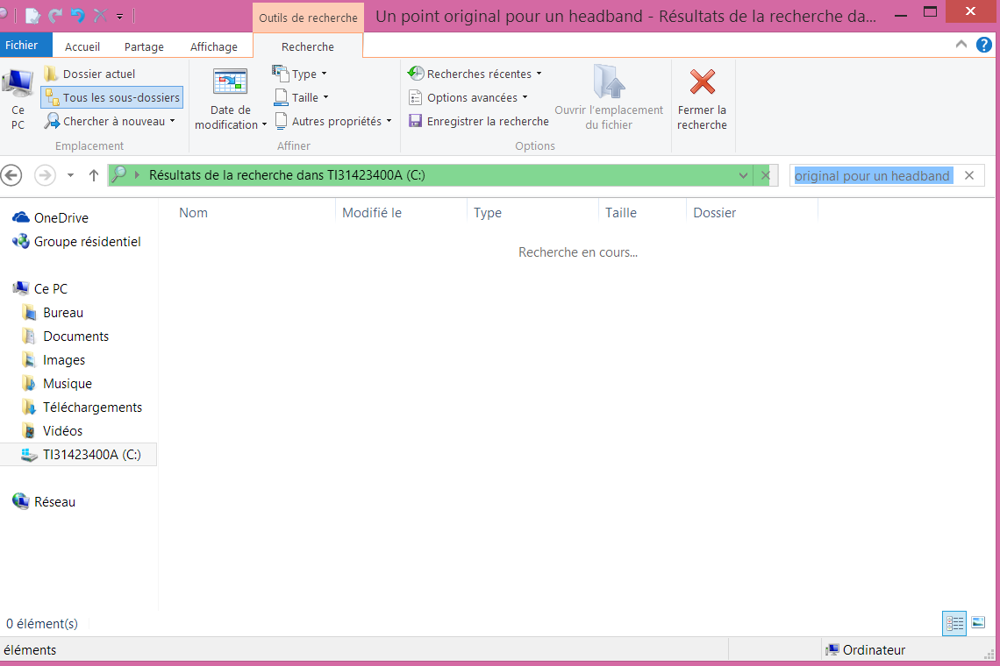 Outils de recherche
Un point original pour un headband - Résultats de la recherche da...
Fichier
Accueil
Partage
Affichage
Recherche
Ce PC
Dossier actuel
Tous les sous-dossiers
Chercher à nouveau
Emplacement
Date de modification
Type
Taille
Autres propriétés
Affiner
Recherches récentes
Options avancées
Enregistrer la recherche
Ouvrir l'emplacement du fichier
Options
Fermer la recherche
Résultats de la recherche dans TI31423400A (C:)
original pour un headband
Nom
Modifié le
Type
Taille
Dossier
Recherche en cours...
OneDrive
Groupe résidentiel
Ce PC
Bureau
Documents
Images
Musique
Téléchargements
Vidéos
TI31423400A (C:)
Réseau
0 élément(s)
éléments
Ordinateur